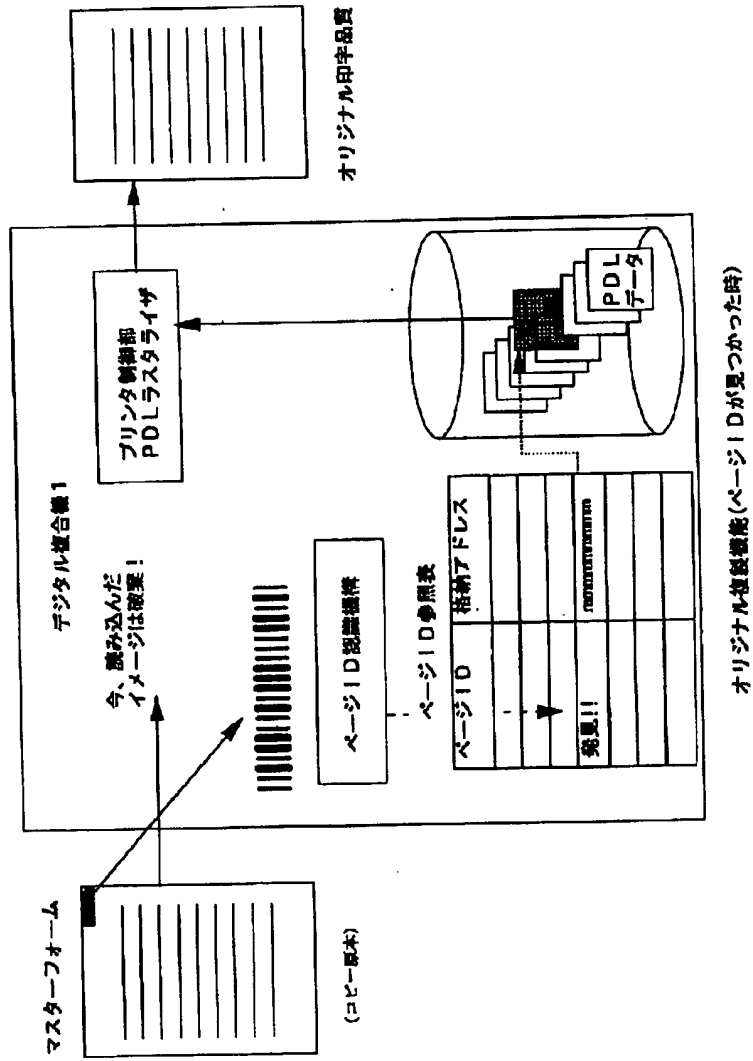 マスターフォーム
(コピー原本)
デジタル複合機1
今、読み込んだ
イメージは破棄!
ページID認識機構
ページID参照表
ページID
格納アドレス
発見!!
プリンタ制御部
PDLラスタライザ
PDL
データ
オリジナル印字品質
オリジナル複製機能(ページIDが見つかった時)